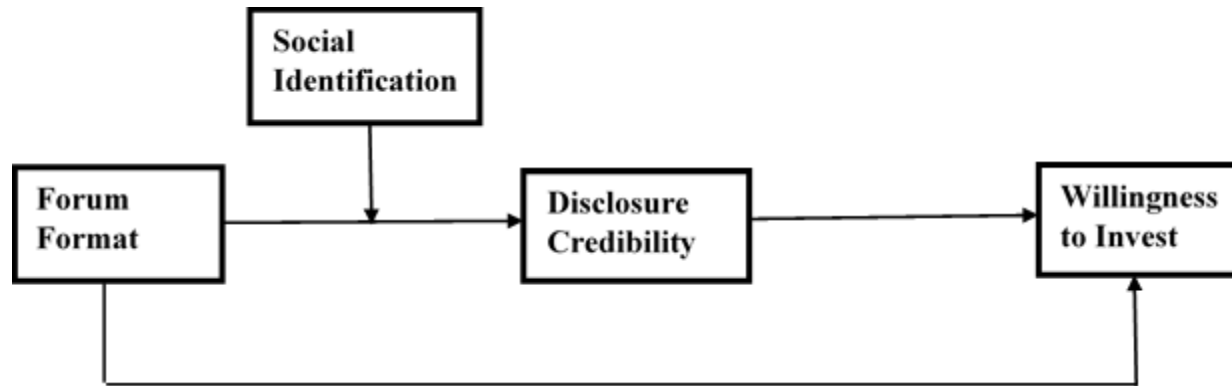 Social
Identification
Forum
Format
Disclosure
Credibility
Willingness
to Invest